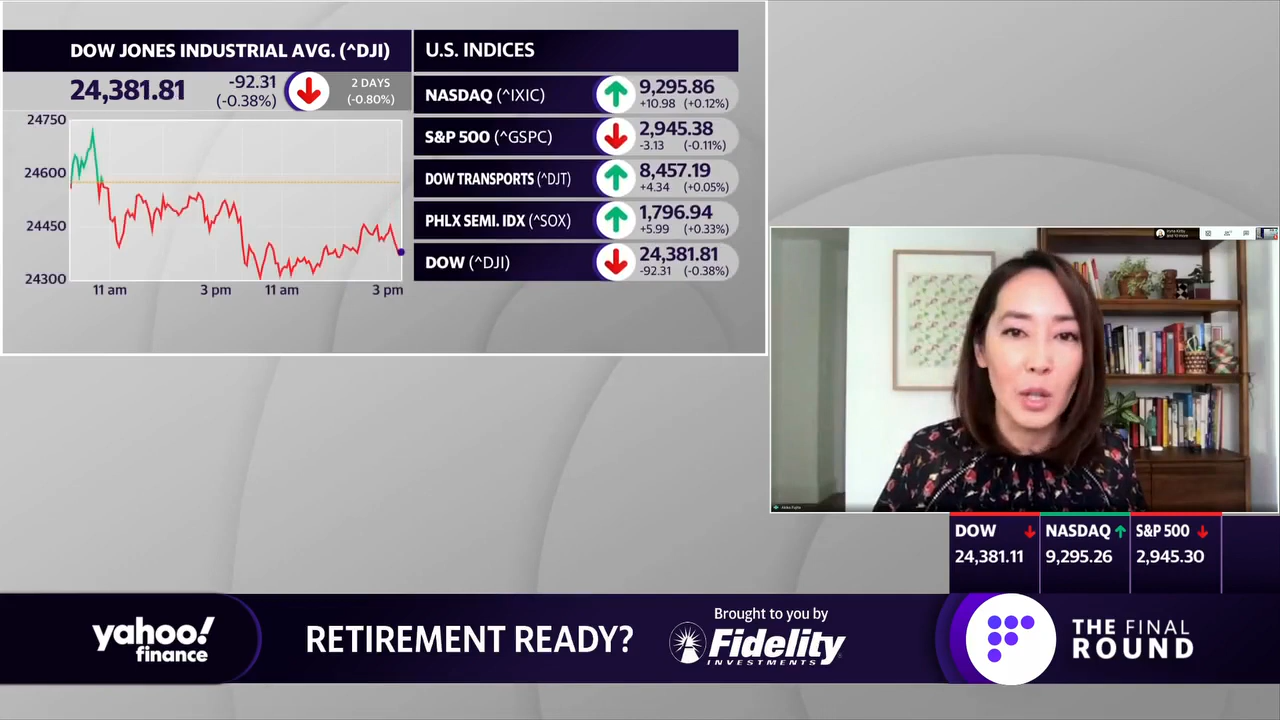 DOW JONES INDUSTRIAL AVG. (^DJI)
24,381.81
-92.31
(-0.38%)
2 DAYS
(-0.80%)
24750
24600
24450
24300
11 am
3 pm
11 am
3 pm
U.S. INDICES
NASDAQ (^IXIC)
9,295.86
+10.98 (+0.12%)
S&P 500 (^GSPC)
2,945.38
-3.13 (-0.11%)
DOW TRANSPORTS (^DJT)
8,457.19
+4.34 (+0.05%)
PHLX SEMI. IDX (^SOX)
1,796.94
+5.99 (+0.33%)
DOW (^DJI)
24,381.81
-92.31 (-0.38%)
Akiko Fujita
DOW
24,381.11
NASDAQ
9,295.26
S&P 500
2,945.30
yahoo!
finance
RETIREMENT READY?
Brought to you by
Fidelity
INVESTMENTS
THE FINAL
ROUND